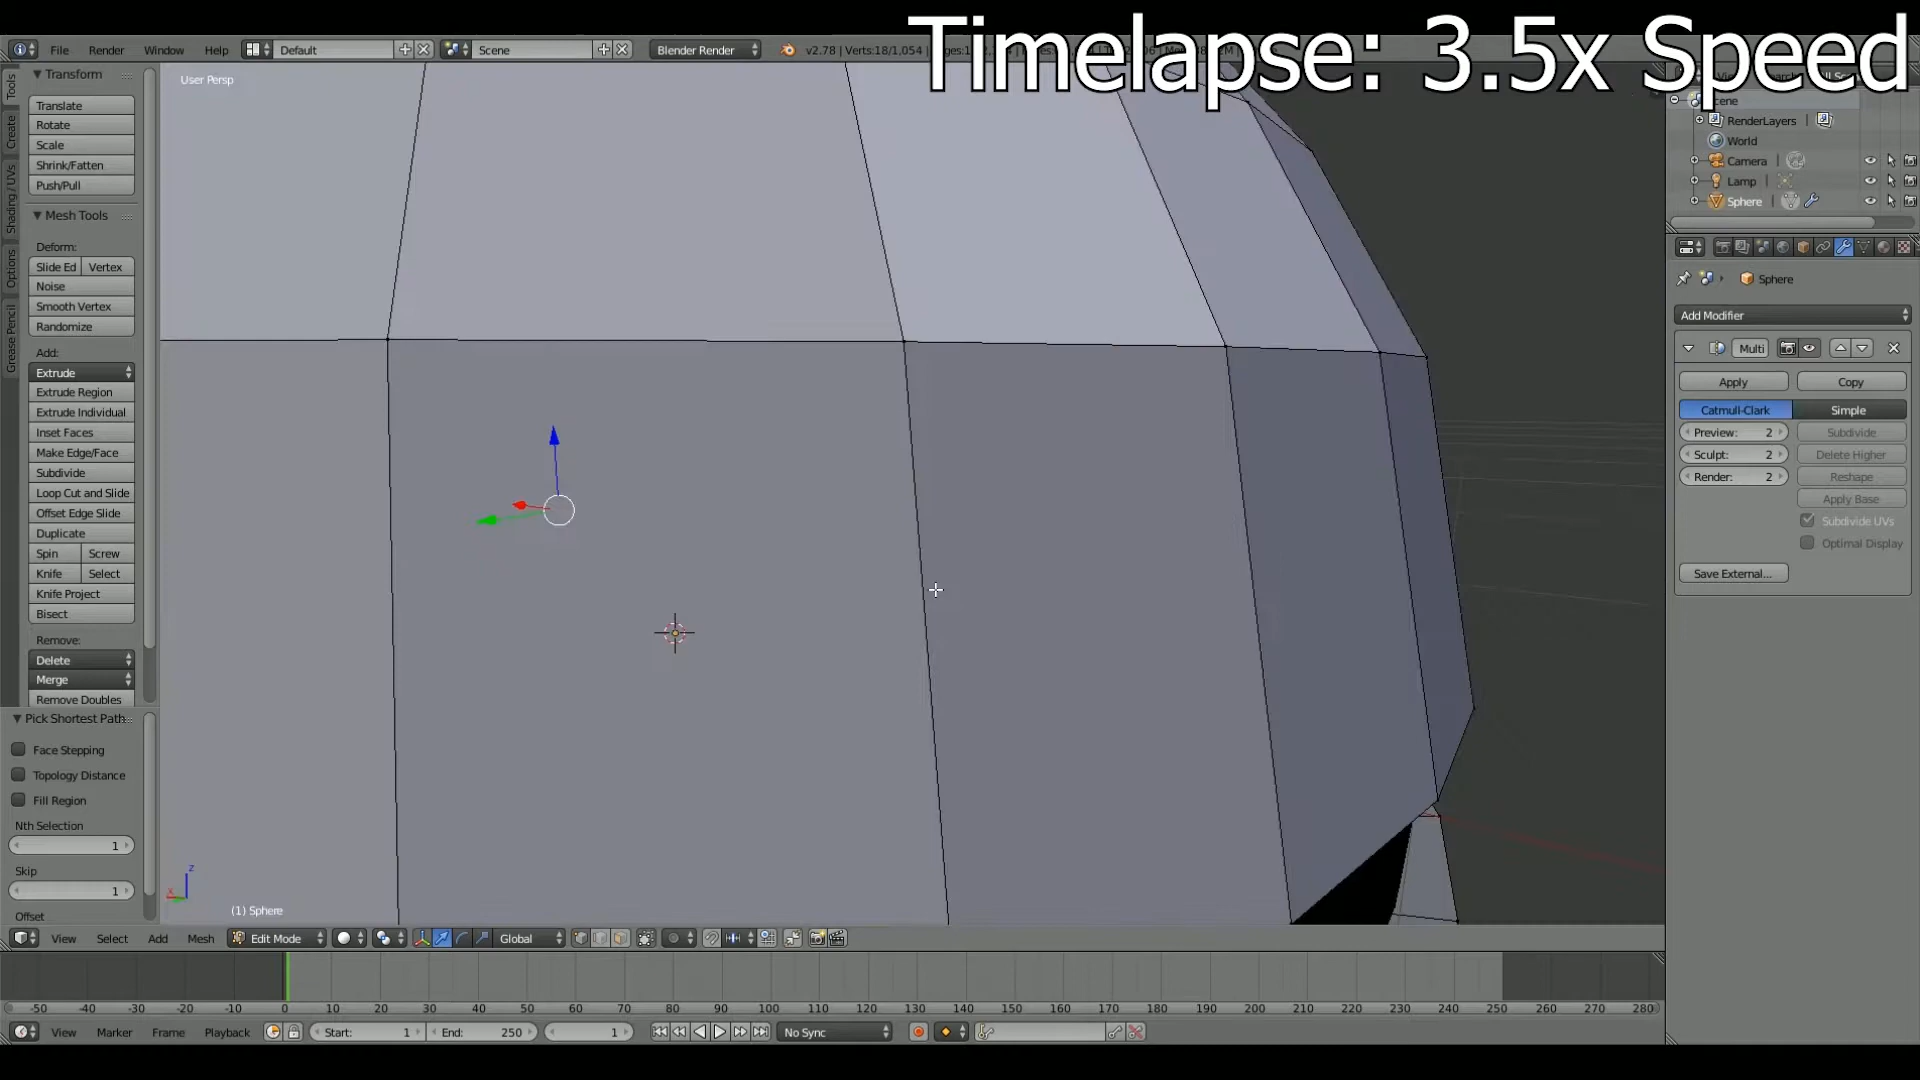 Timelapse: 3.5x Speed
File Render Window Help Default Scene Blender Render v2.78 | Verts:18/1,054 |
Transform
User Persp
Translate
Rotate
Scale
Shrink/Fatten
Push/Pull
Mesh Tools
Deform:
Slide Ed Vertex
Noise
Smooth Vertex
Randomize
Add:
Extrude
Extrude Region
Extrude Individual
Inset Faces
Make Edge/Face
Subdivide
Loop Cut and Slide
Offset Edge Slide
Duplicate
Spin Screw
Knife Select
Knife Project
Bisect
Remove:
Delete
Merge
Remove Doubles
Pick Shortest Path
Face Stepping
Topology Distance
Fill Region
Nth Selection
1
Skip
1
Offset
Tools
Create
Shading / UVs
Options
Grease Pencil
z
x
(1) Sphere
RenderLayers
World
Camera
Lamp
Sphere
Sphere
Add Modifier
Multi
Apply Copy
Catmull-Clark Simple
Preview: 2 Subdivide
Sculpt: 2 Delete Higher
Render: 2 Reshape
Apply Base
Subdivide UVs
Optimal Display
Save External...
View Select Add Mesh Edit Mode Global
-50 -40 -30 -20 -10 0 10 20 30 40 50 60 70 80 90 100 110 120 130 140 150 160 170 180 190 200 210 220 230 240 250 260 270 280
View Marker Frame Playback Start: 1 End: 250 1 No Sync